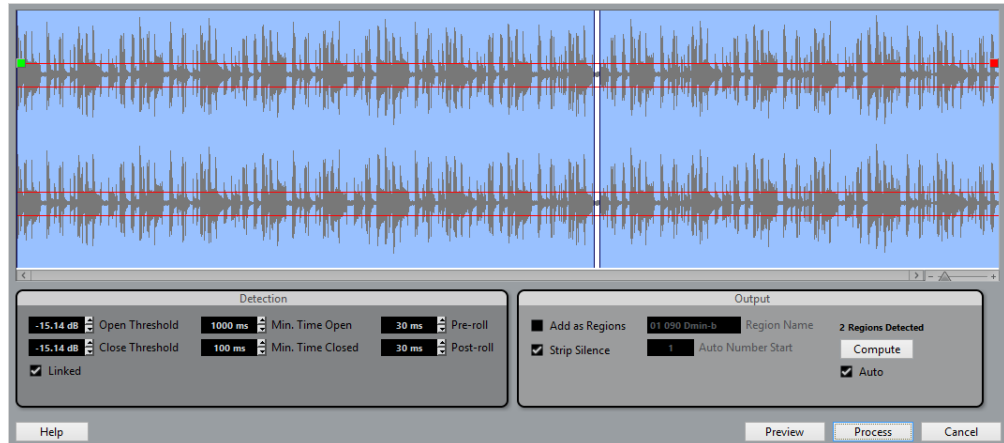 Detection
-15.14 dB Open Threshold 1000 ms Min. Time Open 30 ms Pre-roll
-15.14 dB Close Threshold 100 ms Min. Time Closed 30 ms Post-roll
Linked
Output
Add as Regions 01 090 Dmin-b Region Name 2 Regions Detected
Strip Silence 1 Auto Number Start Compute
Auto
Help Preview Process Cancel